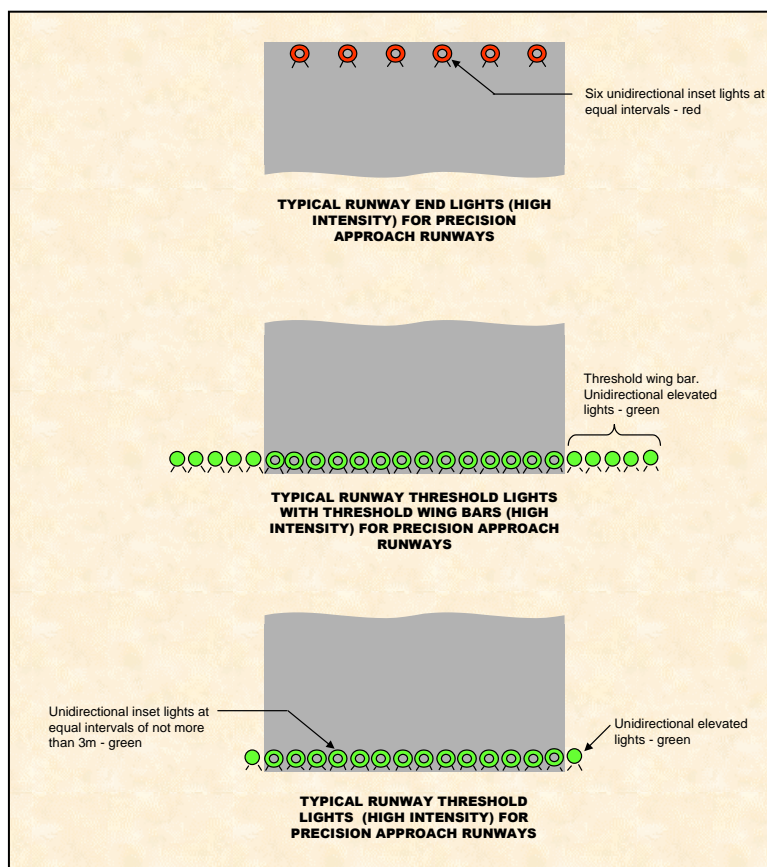 Six unidirectional inset lights at
equal intervals - red
TYPICAL RUNWAY END LIGHTS (HIGH
INTENSITY) FOR PRECISION
APPROACH RUNWAYS
Threshold wing bar.
Unidirectional elevated
lights - green
TYPICAL RUNWAY THRESHOLD LIGHTS
WITH THRESHOLD WING BARS (HIGH
INTENSITY) FOR PRECISION APPROACH
RUNWAYS
Unidirectional inset lights at
equal intervals of not more
than 3m - green
Unidirectional elevated
lights - green
TYPICAL RUNWAY THRESHOLD
LIGHTS (HIGH INTENSITY) FOR
PRECISION APPROACH RUNWAYS